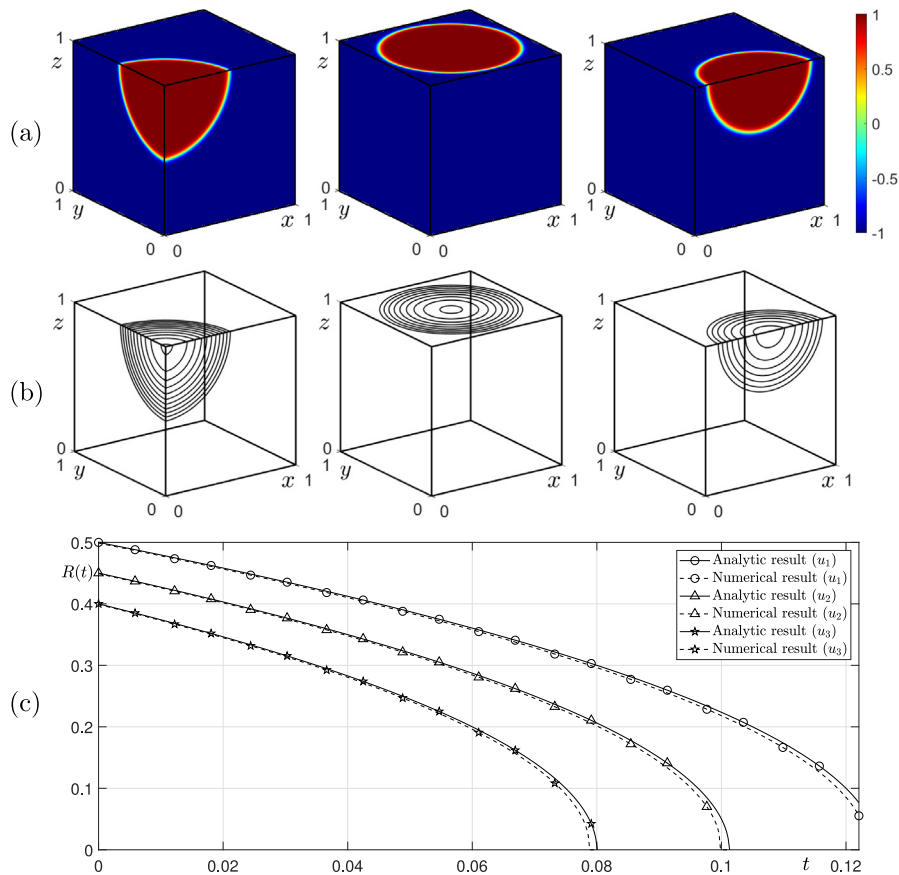 (a)
1
z
0
1
y
0 0
x 1
1
z
0
1
y
0 0
x 1
1
z
0
1
y
0 0
x 1
1
0.5
0
-0.5
-1
(b)
1
z
0
1
y
0 0
x 1
1
z
0
1
y
0 0
x 1
1
z
0
1
y
0 0
x 1
(c)
0.5
R(t)
0.4
0.3
0.2
0.1
0
Analytic result (u₁)
Numerical result (u₁)
Analytic result (u₂)
Numerical result (u₂)
Analytic result (u₃)
Numerical result (u₃)
0 0.02 0.04 0.06 0.08 0.1 t 0.12